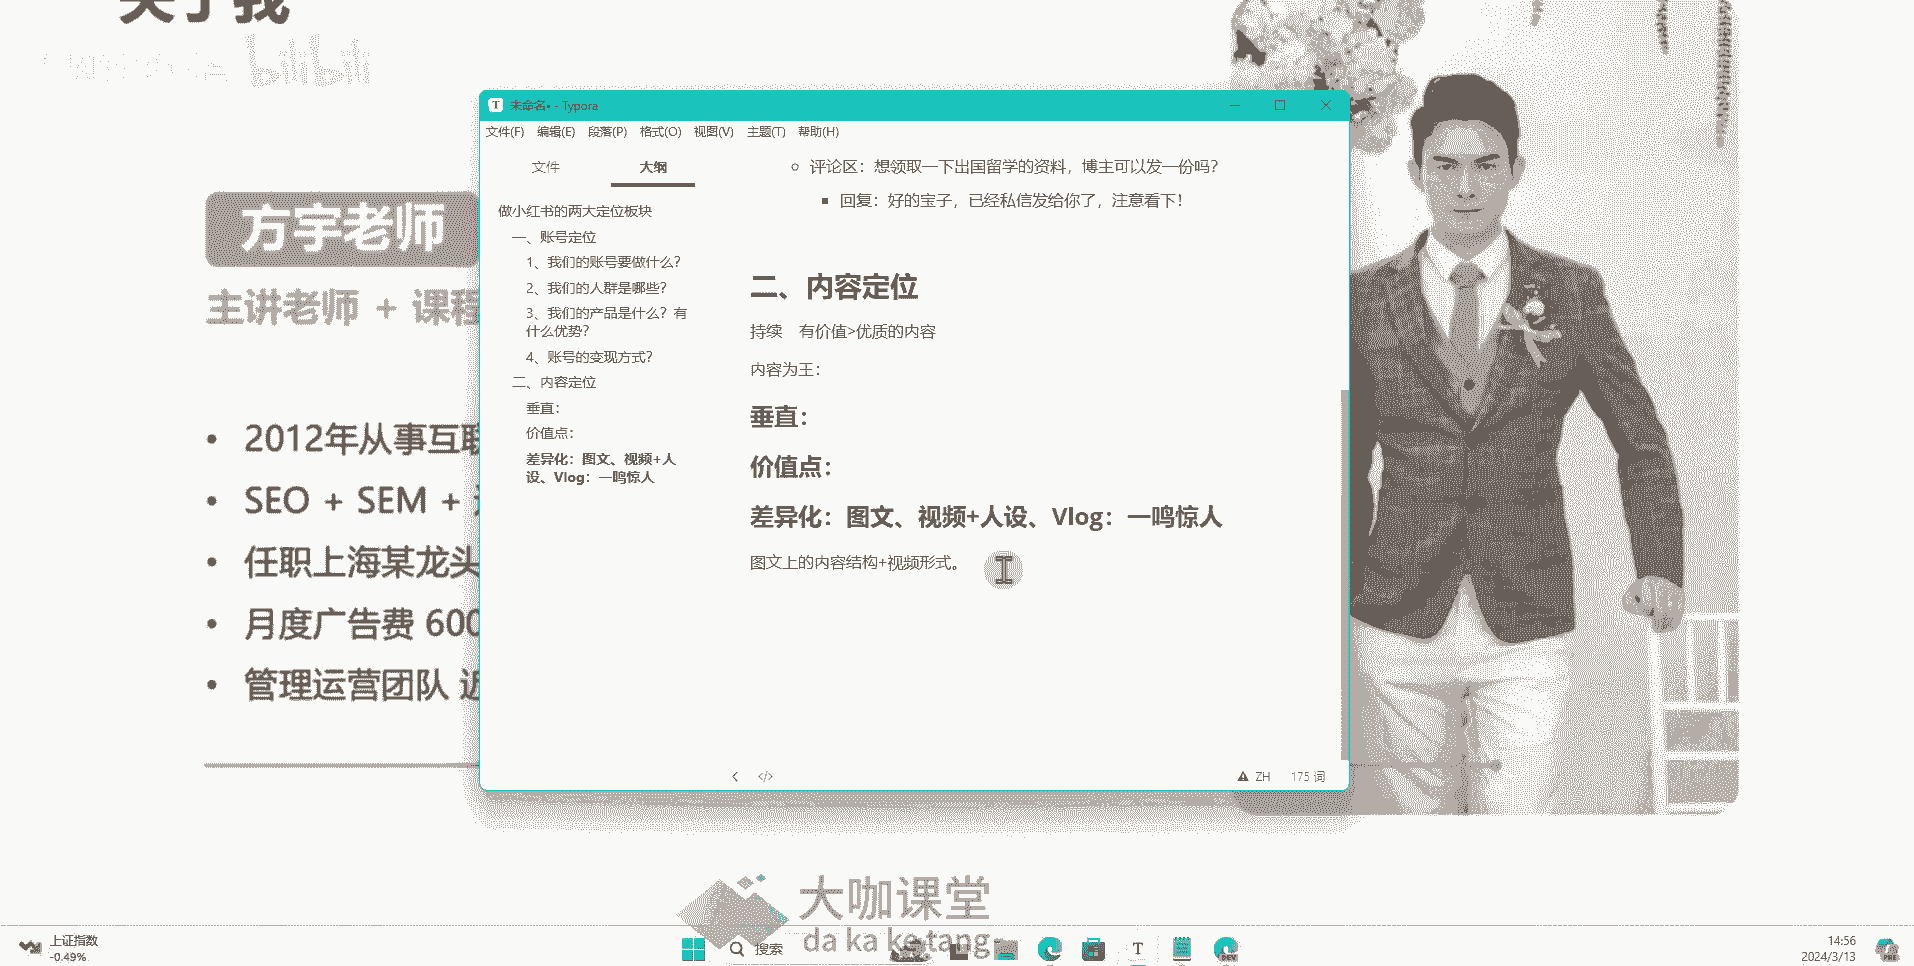 关于我
bilibili
方宇老师
主讲老师 + 课程
2012年从事互联
SEO + SEM +
任职上海某龙头
月度广告费 600
管理运营团队 近
未命名• - Typora
文件(F) 编辑(E) 段落(P) 格式(O) 视图(V) 主题(T) 帮助(H)
文件 大纲
做小红书的两大定位板块
一、账号定位
1、我们的账号要做什么?
2、我们的人群是哪些?
3、我们的产品是什么?有
什么优势?
4、账号的变现方式?
二、内容定位
垂直:
价值点:
差异化:图文、视频+人
设、Vlog:一鸣惊人
评论区:想领取一下出国留学的资料,博主可以发一份吗?
回复:好的宝子,已经私信发给你了,注意看下!
二、内容定位
持续 有价值>优质的内容
内容为王:
垂直:
价值点:
差异化:图文、视频+人设、Vlog:一鸣惊人
图文上的内容结构+视频形式。
ZH 175 词
大咖课堂
da ka ke tang
上证指数
-0.49%
搜索
DEV
14:56
2024/3/13
PRE